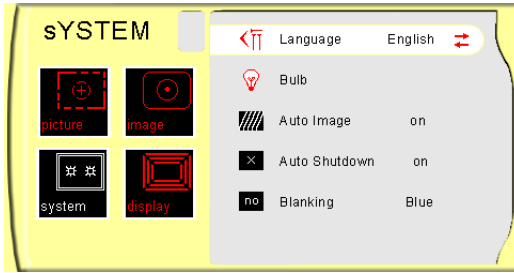 sYSTEM
picture
image
system
display
Language English
Bulb
Auto Image on
Auto Shutdown on
no Blanking Blue